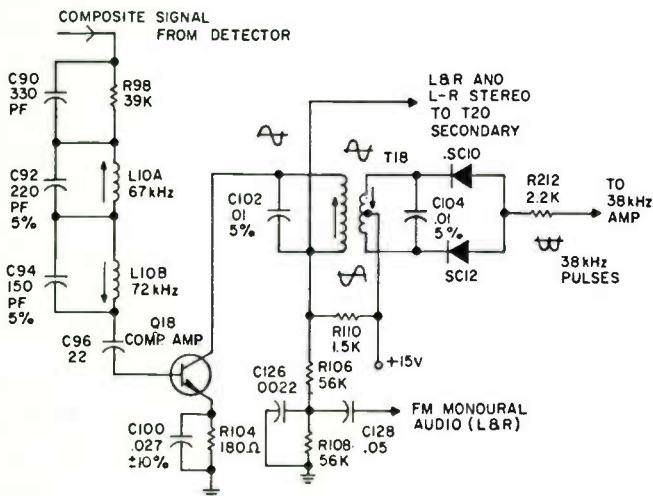 COMPOSITE SIGNAL
FROM DETECTOR
C90
330
PF
R98
39K
C92
220
PF
5%
L10A
67kHz
C94
150
PF
5%
L10B
72kHz
C96
22
Q18
COMP. AMP
C100
.027
±10%
R104
180Ω
C102
.01
5%
L&R AND
L-R STEREO
TO T20
SECONDARY
T18
C104
.01
5%
.SC10
SC12
R212
2.2K
TO
38kHz
AMP
38kHz
PULSES
R110
1.5K
+15V
R106
56K
C126
.0022
R108
56K
C128
.05
FM MONOURAL
AUDIO (L&R)